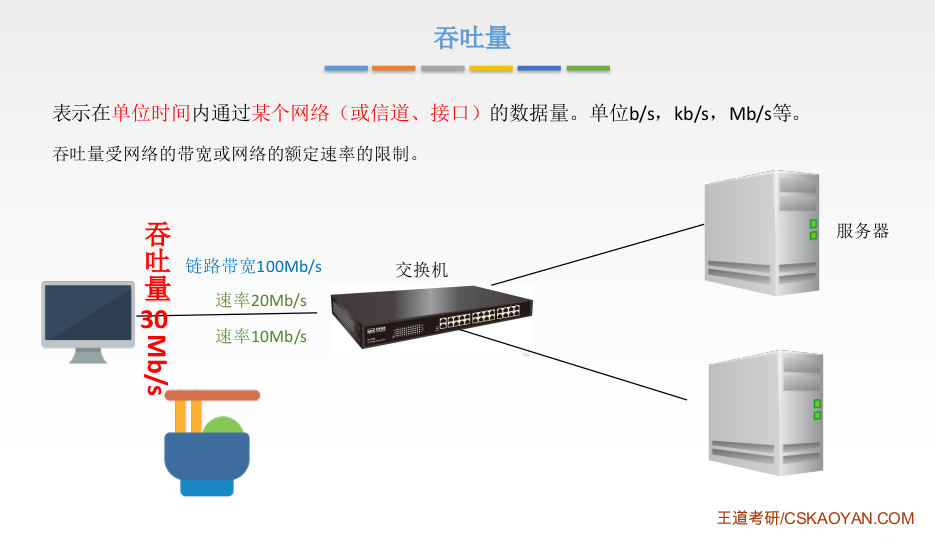 吞吐量
表示在单位时间内通过某个网络（或信道、接口）的数据量。单位b/s，kb/s，Mb/s等。
吞吐量受网络的带宽或网络的额定速率的限制。
吞吐量 30 Mb/s
链路带宽100Mb/s
速率20Mb/s
速率10Mb/s
交换机
服务器
王道考研/CSKAOYAN.COM